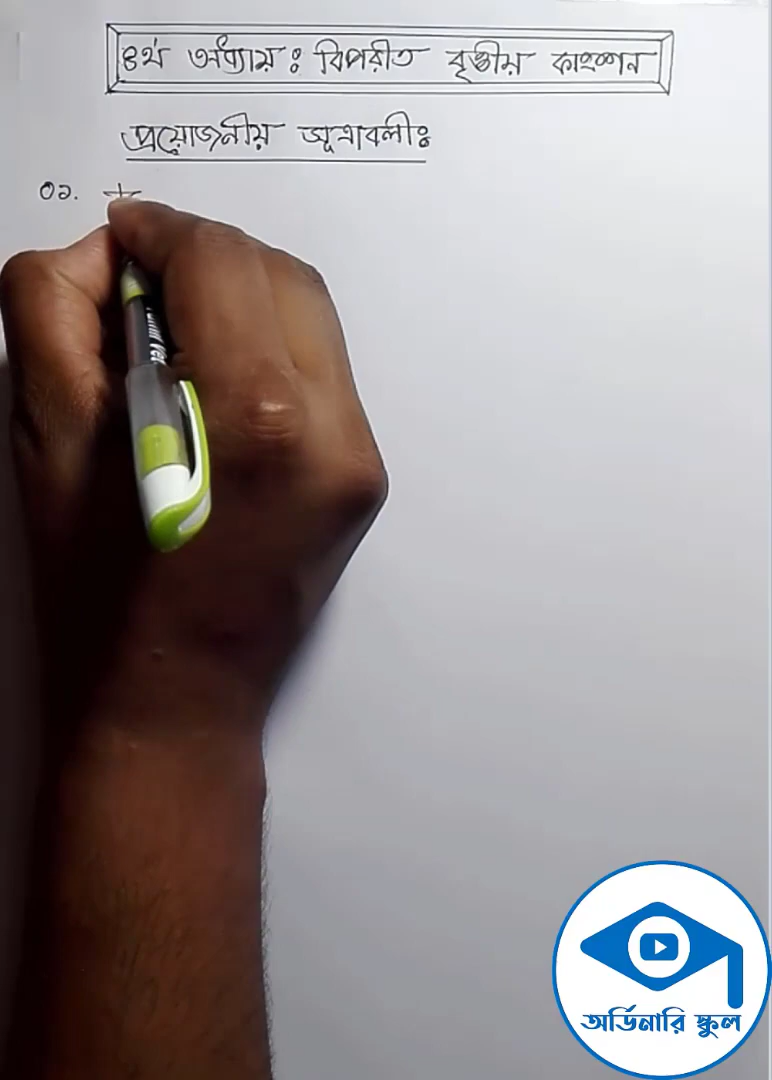 ৪র্থ অধ্যায়ঃ বিপরীত বৃত্তীয় ফাংশন
প্রয়োজনীয় সূত্রাবলীঃ
০১.
অর্ডিনারি স্কুল